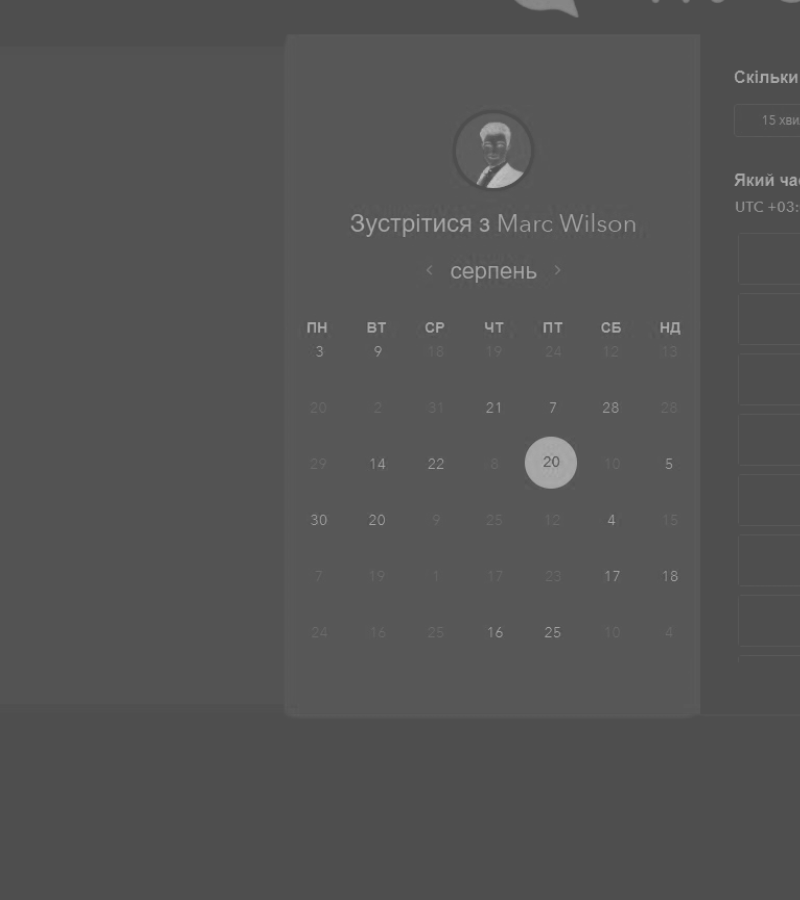 Зустрітися з Marc Wilson
< серпень >
ПН ВТ СР ЧТ ПТ СБ НД
3 9 18 19 24 12 13
20 2 31 21 7 28 28
29 14 22 8 20 10 5
30 20 9 25 12 4 15
7 19 1 17 23 17 18
24 16 25 16 25 10 4
Скільки
15 хви
Який ча
UTC +03: